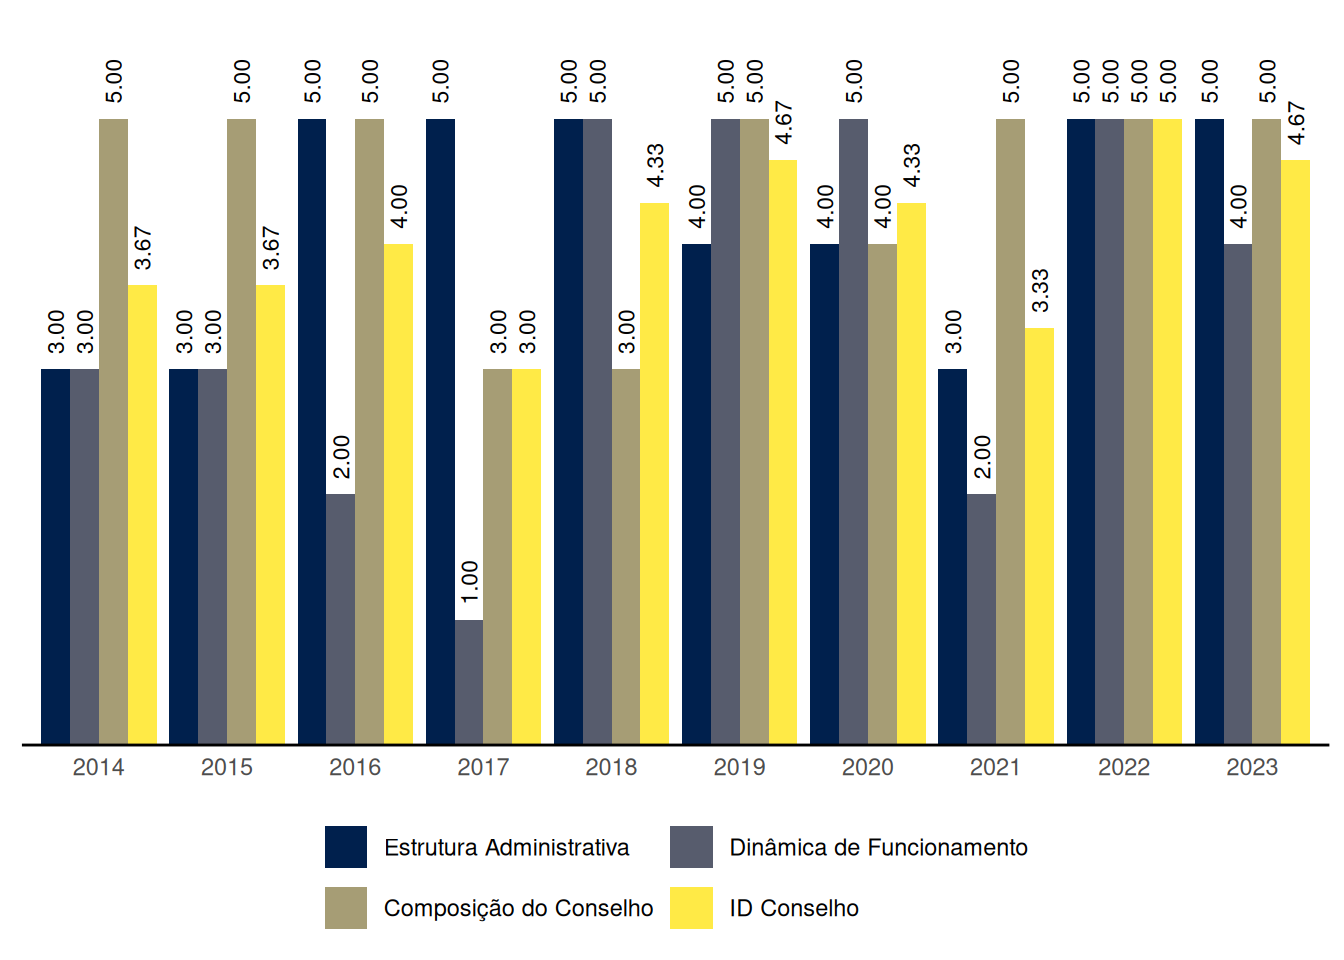 5.00 5.00 5.00 5.00 5.00 5.00 5.00 5.00 5.00 5.00 5.00 5.00 5.00 5.00 5.00 5.00 5.00
4.67 4.67
4.33 4.33
4.00 4.00 4.00 4.00 4.00
3.67 3.67
3.33
3.00 3.00 3.00 3.00 3.00 3.00 3.00 3.00
2.00 2.00
1.00
2014 2015 2016 2017 2018 2019 2020 2021 2022 2023
Estrutura Administrativa Dinâmica de Funcionamento
Composição do Conselho ID Conselho